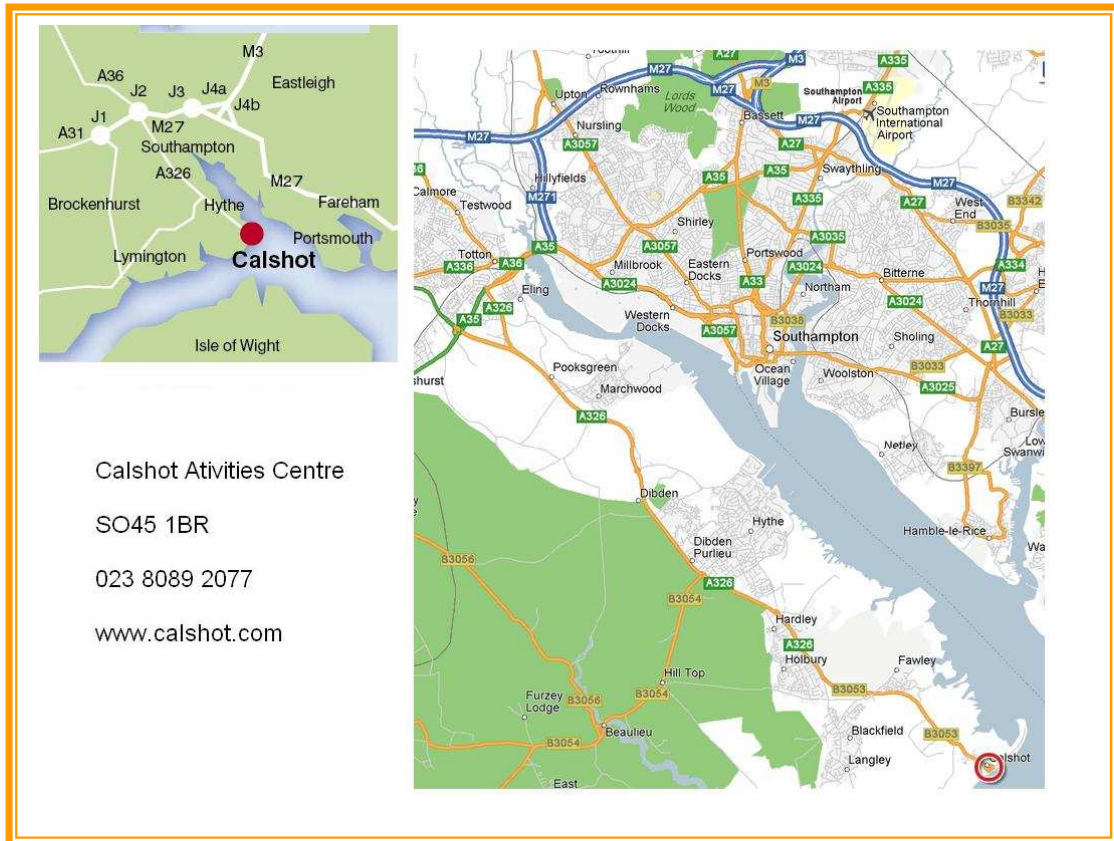 M3
A36
Eastleigh
J2
J3
J4a
J4b
J1
A31
M27
Southampton
A326
M27
Brockenhurst
Hythe
Fareham
Portsmouth
Lymington
Calshot
Isle of Wight
Calshot Ativities Centre
SO45 1BR
023 8089 2077
www.calshot.com
A27
M3
A335
M27
Rownhams
Lords
Wood
M27
M3
Southampton
Airport
A335
Upton
Southampton
International
Airport
Nursling
Bassett
M27
M27
A3057
A27
A35
Swaythling
A35
M27
Hillyfields
M271
A335
A27
B3342
Calmore
Testwood
West
End
B3035
Shirley
A3035
A35
A3057
Totton
A36
A336
Millbrook
Eastern
Docks
Portswood
A3024
A334
Bitterne
Eling
A3024
A33
Northam
A3024
M27
Thornhill
A326
Western
Docks
B3038
B3033
A35
A3057
Southampton
Sholing
A27
Pooksgreen
Ocean
Village
B3033
Woolston
A3025
Marchwood
A326
Netley
B3397
Dibden
Hythe
Hamble-le-Rice
Dibden
Purlieu
B3056
A326
B3054
Hardley
A326
Holbury
Fawley
Hill Top
B3053
B3054
Furzey
Lodge
B3056
Beaulieu
Blackfield
B3053
B3054
Langley
East